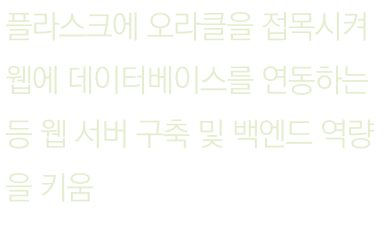 플라스크에 오라클을 접목시켜
웹에 데이터베이스를 연동하는
등 웹 서버 구축 및 백엔드 역량
을 키움